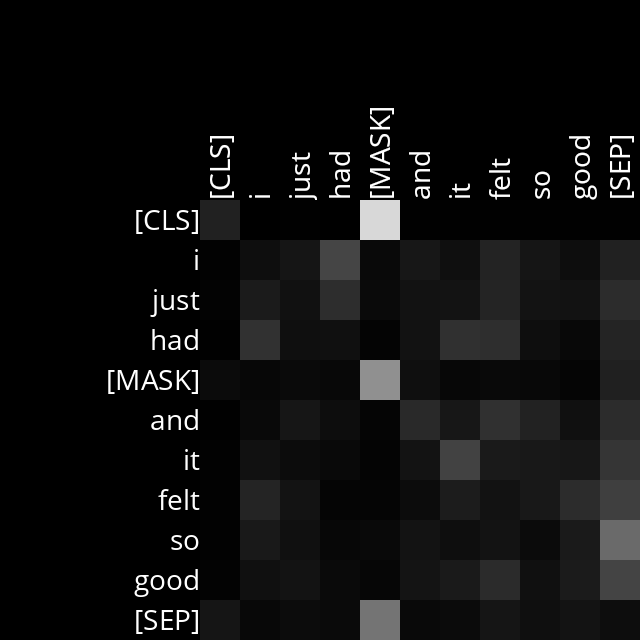 [CLS] i just had [MASK] and it felt so good [SEP]
[CLS]
i
just
had
[MASK]
and
it
felt
so
good
[SEP]